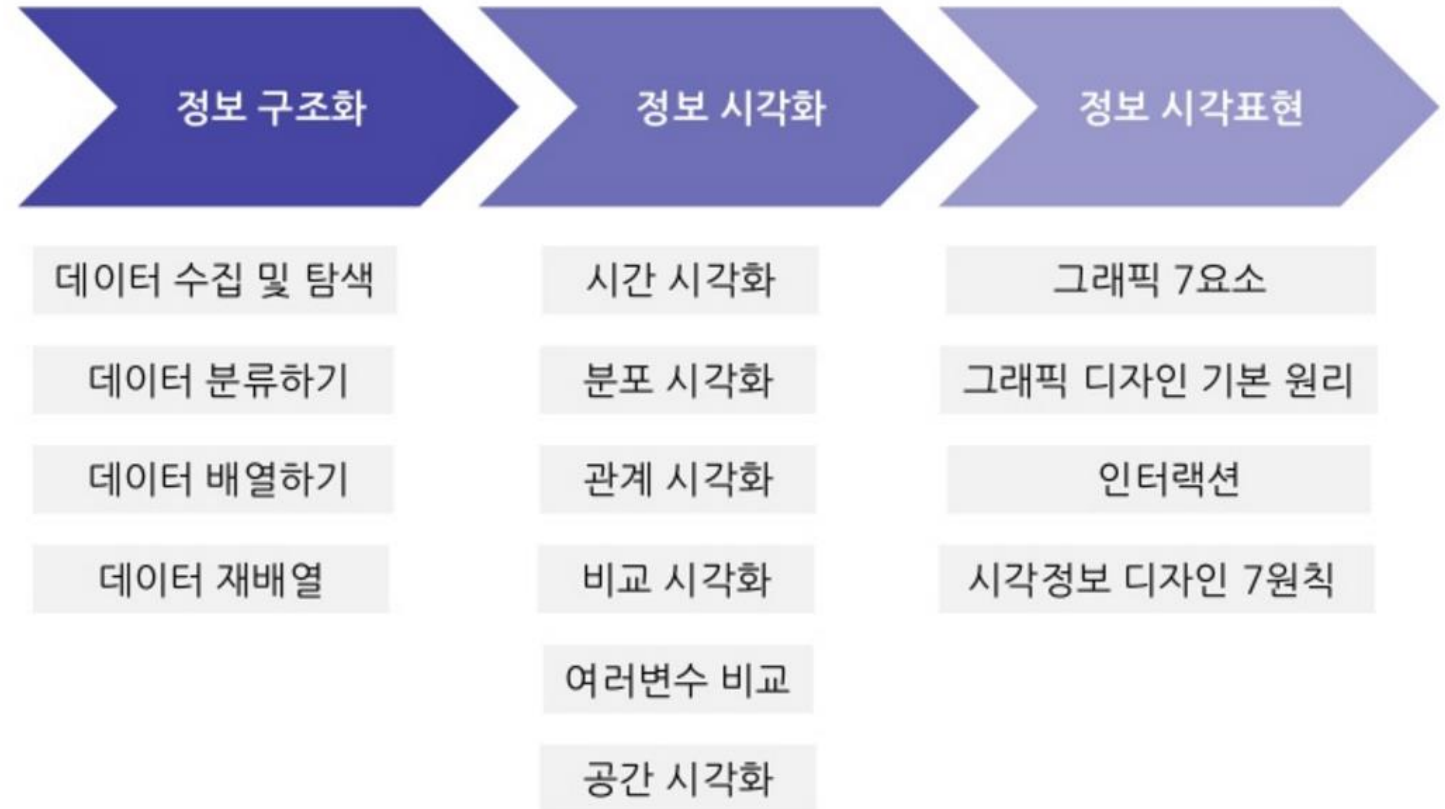 정보 구조화
데이터 수집 및 탐색
데이터 분류하기
데이터 배열하기
데이터 재배열
정보 시각화
시간 시각화
분포 시각화
관계 시각화
비교 시각화
여러변수 비교
공간 시각화
정보 시각표현
그래픽 7요소
그래픽 디자인 기본 원리
인터랙션
시각정보 디자인 7원칙